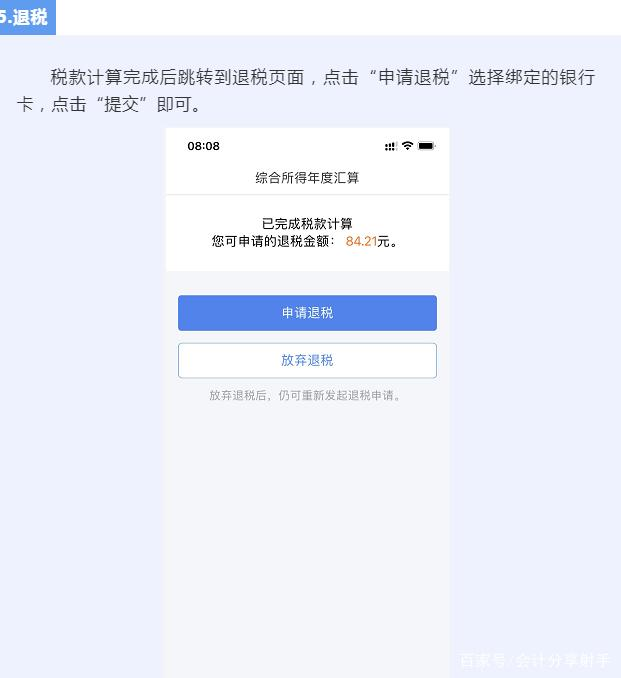 5.退税
税款计算完成后跳转到退税页面，点击“申请退税”选择绑定的银行
卡，点击“提交”即可。
08:08
综合所得年度汇算
已完成税款计算
您可申请的退税金额： 84.21元。
申请退税
放弃退税
放弃退税后，仍可重新发起退税申请。
百家号/会计分享射手